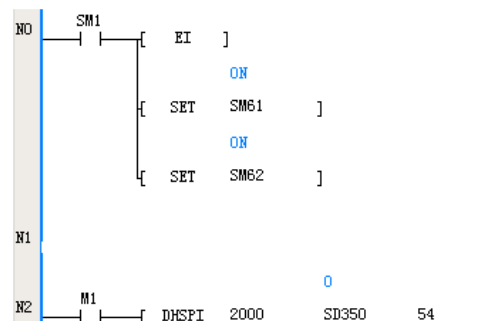 SM1
N0 [ EI ]
ON
[ SET SM61 ]
ON
[ SET SM62 ]
N1
0
M1
N2 [ DHSPI 2000 SD350 54